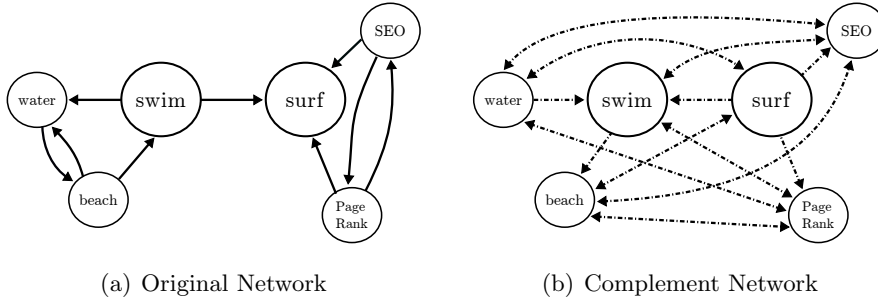 SEO
water
swim
surf
beach
Page
Rank
(a) Original Network
SEO
water
swim
surf
beach
Page
Rank
(b) Complement Network